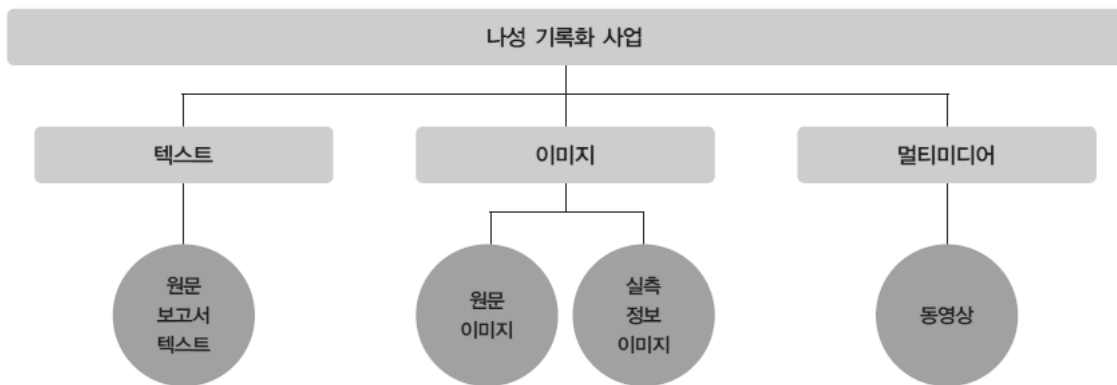 나성 기록화 사업
텍스트
이미지
멀티미디어
원문
보고서
텍스트
원문
이미지
실측
정보
이미지
동영상